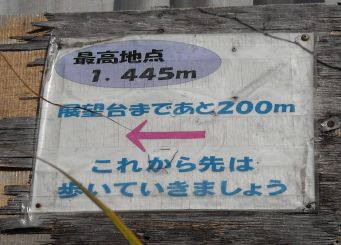 最高地点
1.445m
展望台まであと200m
これから先は
歩いていきましょう